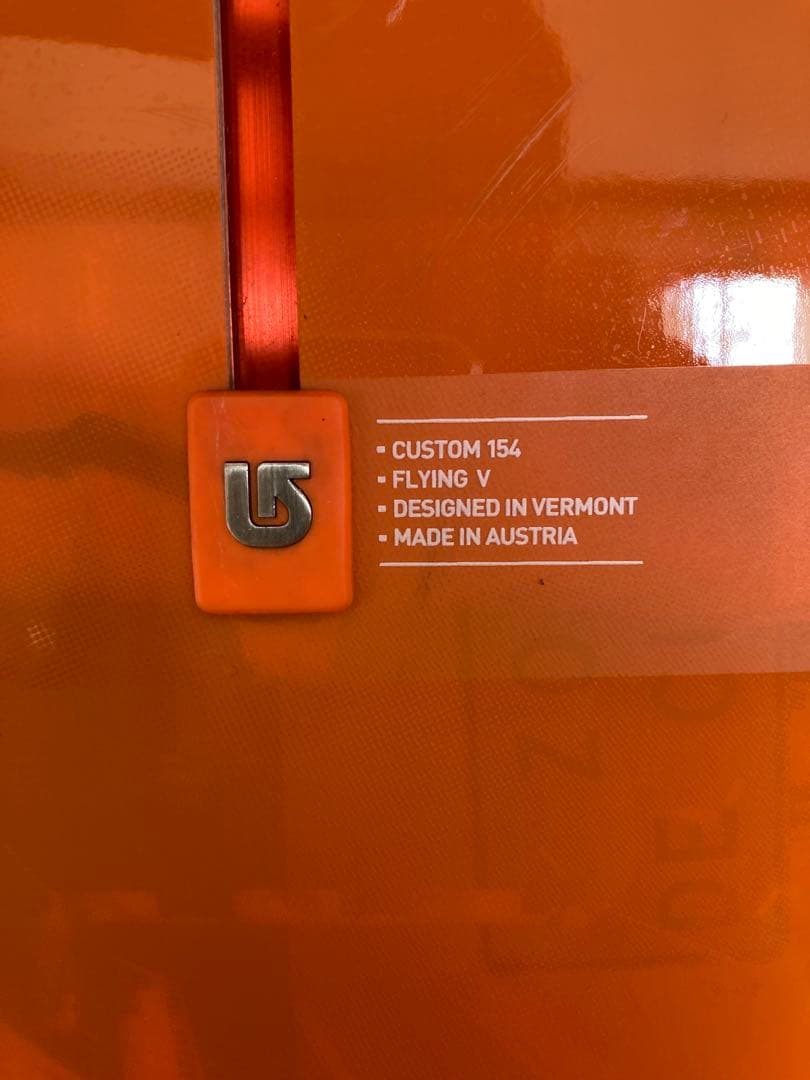 ▪ CUSTOM 154
▪ FLYING V
▪ DESIGNED IN VERMONT
▪ MADE IN AUSTRIA